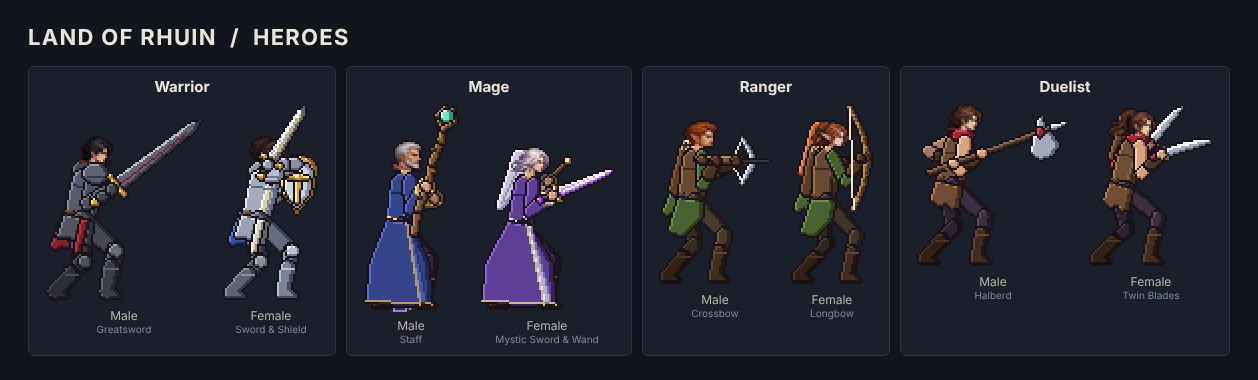 LAND OF RHUIN / HEROES
Warrior
Male
Greatsword
Female
Sword & Shield
Mage
Male
Staff
Female
Mystic Sword & Wand
Ranger
Male
Crossbow
Female
Longbow
Duelist
Male
Halberd
Female
Twin Blades